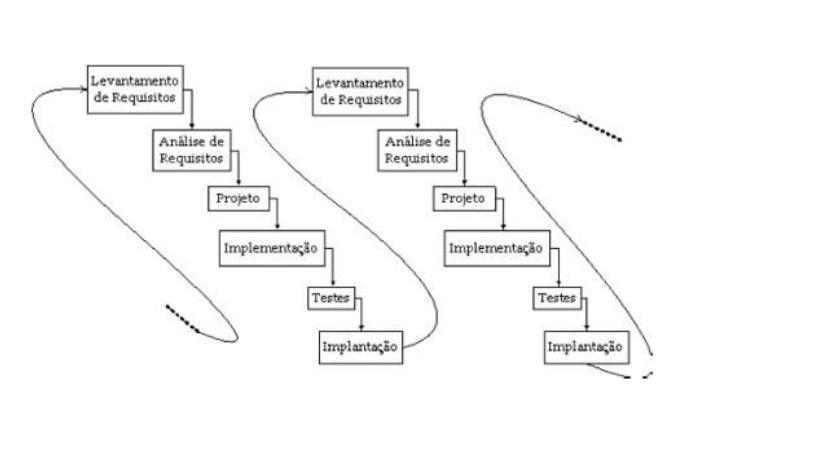 Levantamento
de Requisitos
Análise de
Requisitos
Projeto
Implementação
Testes
Implantação
Levantamento
de Requisitos
Análise de
Requisitos
Projeto
Implementação
Testes
Implantação